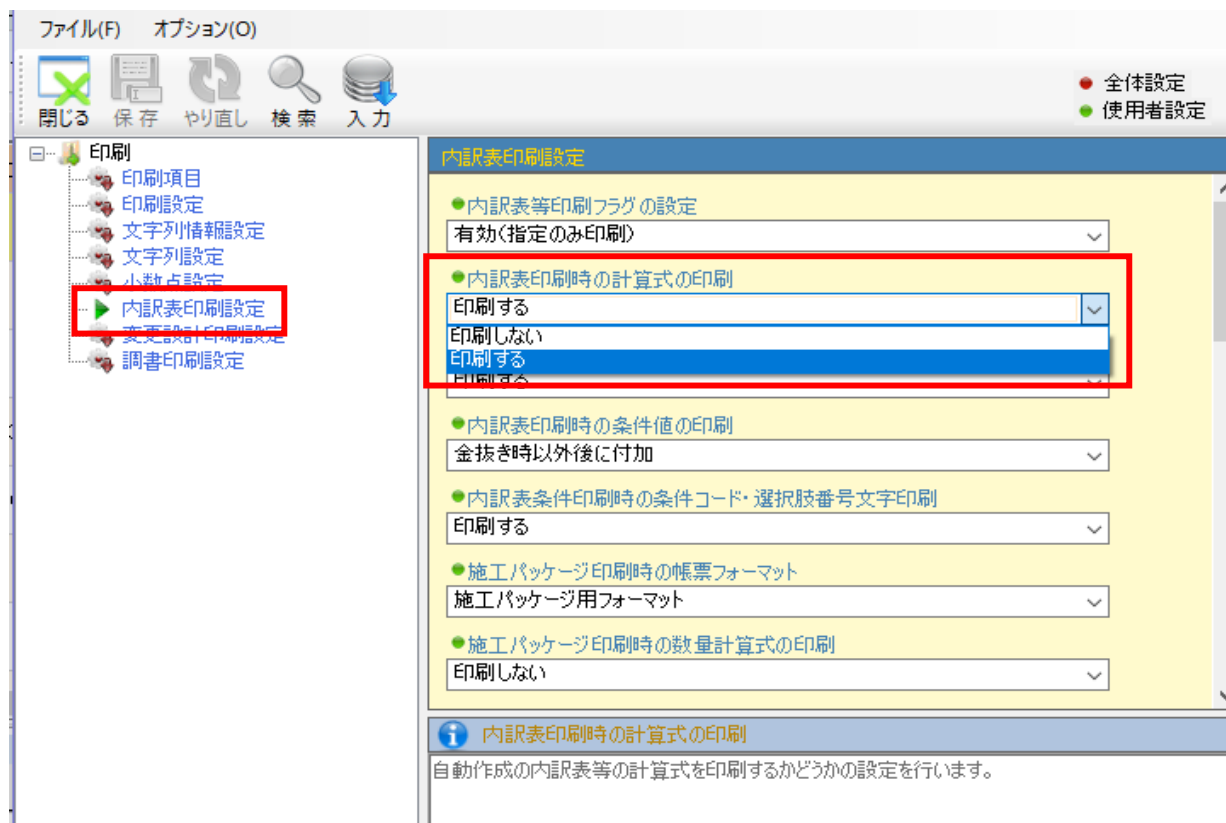 ファイル(F) オプション(O)
閉じる 保存 やり直し 検索 入力
全体設定
使用者設定
印刷
印刷項目
印刷設定
文字列情報設定
文字列設定
小数点設定
内訳表印刷設定
変更設計印刷設定
調書印刷設定
内訳表印刷設定
内訳表等印刷フラグの設定
有効(指定のみ印刷)
内訳表印刷時の計算式の印刷
印刷する
印刷しない
印刷する
印刷する
内訳表印刷時の条件値の印刷
金抜き時以外後に付加
内訳表条件印刷時の条件コード・選択肢番号文字印刷
印刷する
施工パッケージ印刷時の帳票フォーマット
施工パッケージ用フォーマット
施工パッケージ印刷時の数量計算式の印刷
印刷しない
内訳表印刷時の計算式の印刷
自動作成の内訳表等の計算式を印刷するかどうかの設定を行います。